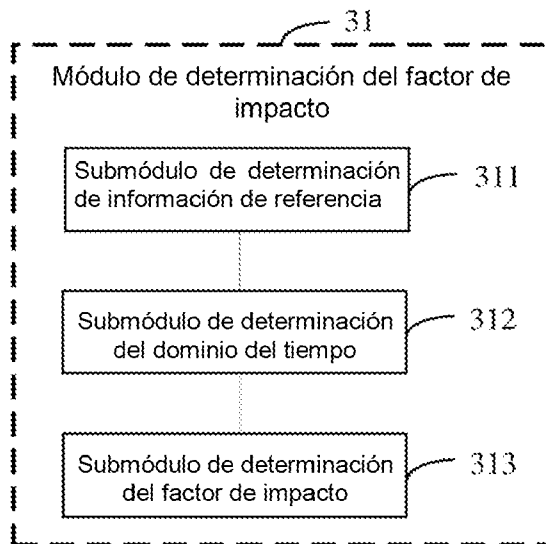 31
Módulo de determinación del factor de
impacto
Submódulo de determinación
de información de referencia
311
Submódulo de determinación
del dominio del tiempo
312
Submódulo de determinación
del factor de impacto
313